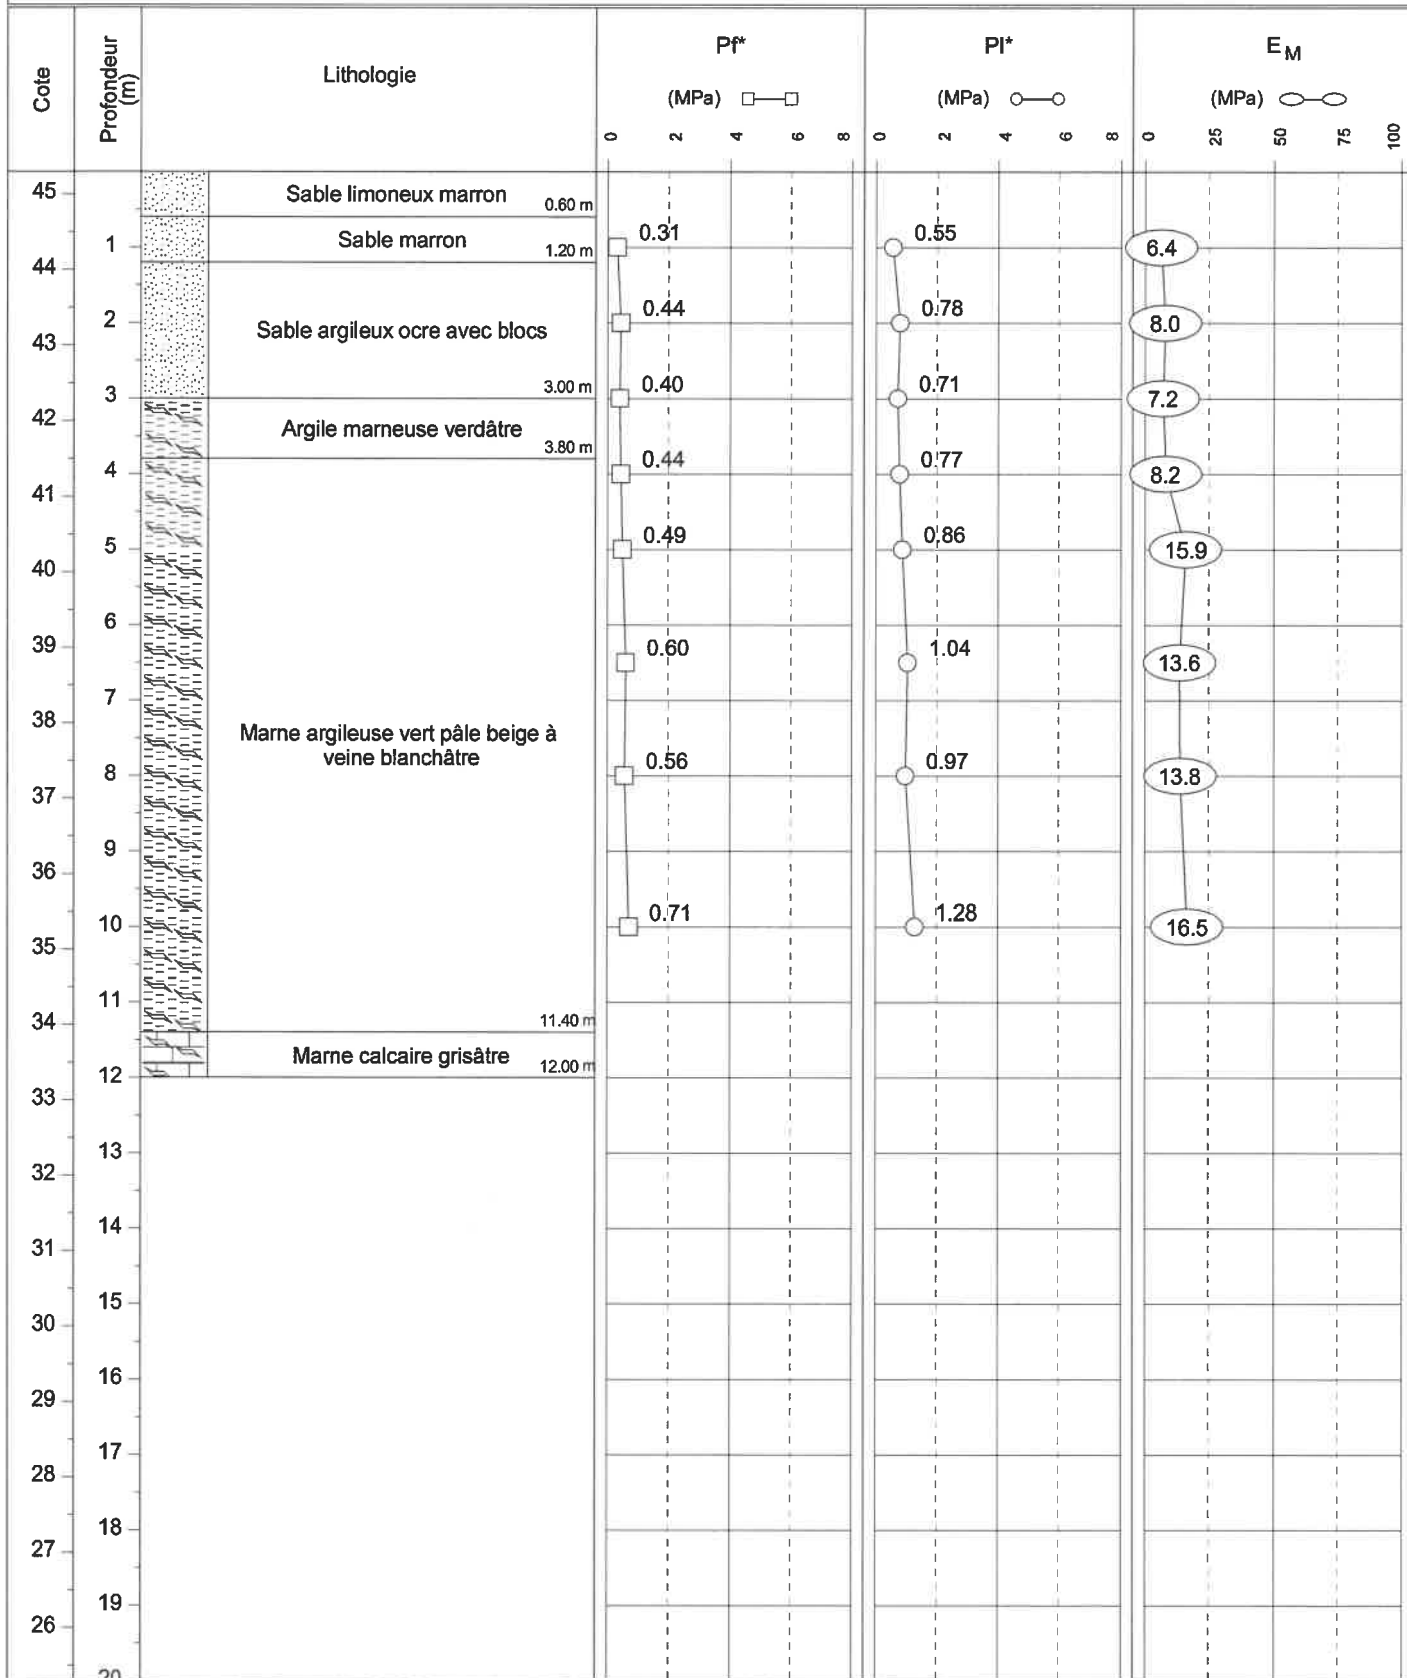 Cote
Profondeur
(m)
Lithologie
Pf*
(MPa)
0 2 4 6 8
Pl*
(MPa)
0 2 4 6 8
E M
(MPa)
0 25 50 75 100
45
Sable limoneux marron
0.60 m
1
Sable marron
1.20 m
0.31
0.55
6.4
44
2
Sable argileux ocre avec blocs
0.44
0.78
8.0
43
3
3.00 m
0.40
0.71
7.2
42
Argile marneuse verdâtre
3.80 m
4
0.44
0.77
8.2
41
5
0.49
0.86
15.9
40
6
39
0.60
1.04
13.6
7
38
Marne argileuse vert pâle beige à
veine blanchâtre
8
0.56
0.97
13.8
37
9
36
10
0.71
1.28
16.5
35
11
34
11.40 m
Marne calcaire grisâtre
12.00 m
12
33
13
32
14
31
15
30
16
29
17
28
18
27
19
26
20